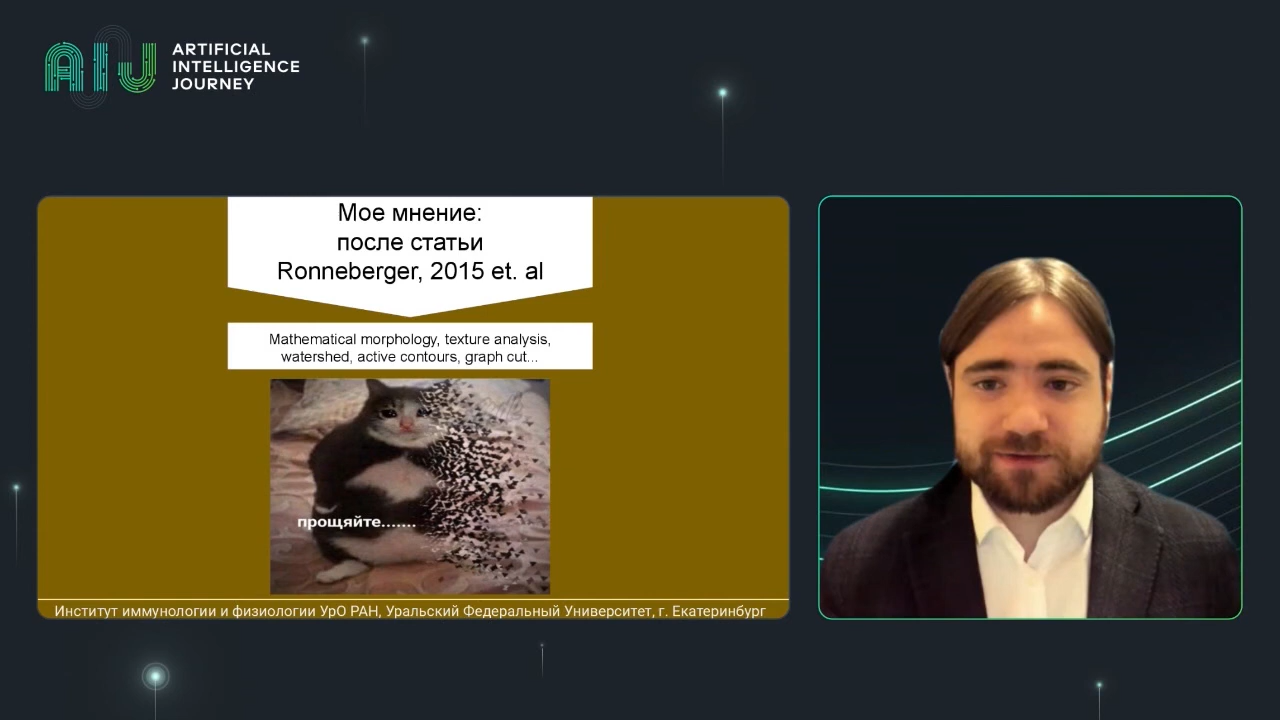 ARTIFICIAL
INTELLIGENCE
JOURNEY
Мое мнение:
после статьи
Ronneberger, 2015 et. al
Mathematical morphology, texture analysis,
watershed, active contours, graph cut...
прощяйте.......
Институт иммунологии и физиологии УрО РАН, Уральский Федеральный Университет, г. Екатеринбург